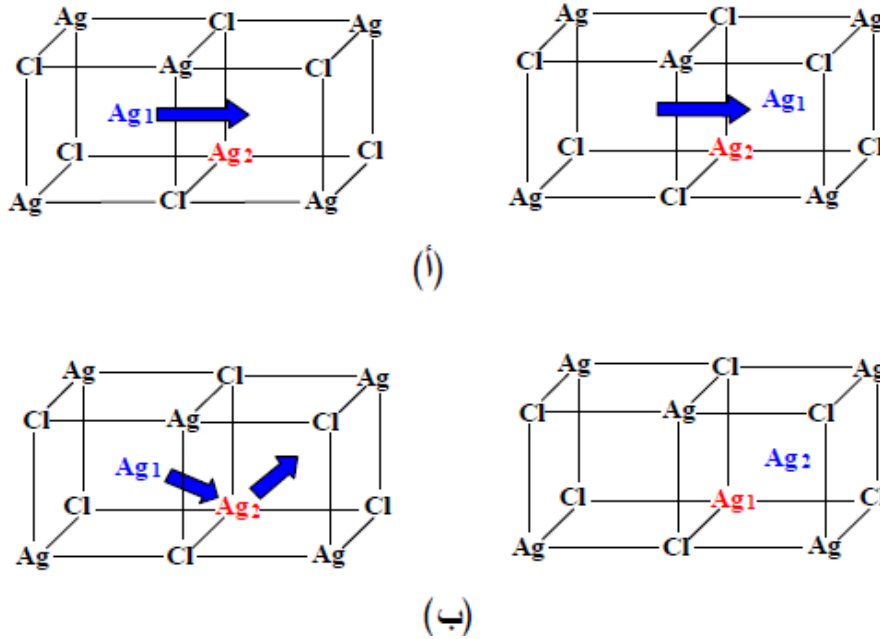 Ag Cl Ag Ag Cl Ag
Cl Ag Cl Cl Ag Cl
Ag1 Ag1
Cl Ag2 Cl Cl Ag2 Cl
Ag Cl Ag Ag Cl Ag
(أ)
Ag Cl Ag Ag Cl Ag
Cl Ag Cl Cl Ag Cl
Ag1 Ag2
Cl Ag2 Cl Cl Ag1 Cl
Ag Cl Ag Ag Cl Ag
(ب)